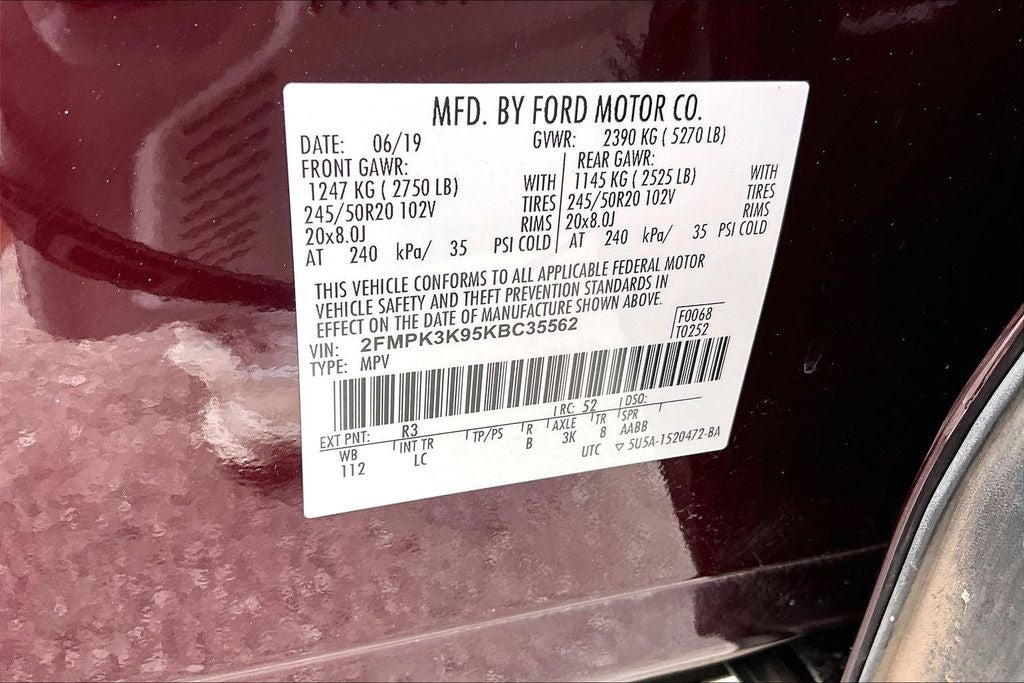 MFD. BY FORD MOTOR CO.
DATE: 06/19 GVWR: 2390 KG ( 5270 LB)
FRONT GAWR: REAR GAWR:
1247 KG ( 2750 LB) WITH 1145 KG ( 2525 LB) WITH
245/50R20 102V TIRES 245/50R20 102V TIRES
20x8.0J RIMS 20x8.0J RIMS
AT 240 kPa/ 35 PSI COLD AT 240 kPa/ 35 PSI COLD
THIS VEHICLE CONFORMS TO ALL APPLICABLE FEDERAL MOTOR
VEHICLE SAFETY AND THEFT PREVENTION STANDARDS IN
EFFECT ON THE DATE OF MANUFACTURE SHOWN ABOVE.
F0068
VIN: 2FMPK3K95KBC35562
T0252
TYPE: MPV
EXT PNT: R3 RC: 52 DSO:
WB INT TR TP/PS R AXLE TR SPR
112 LC B 3K 8 AABB
UTC ▽ 5U5A-1520472-BA